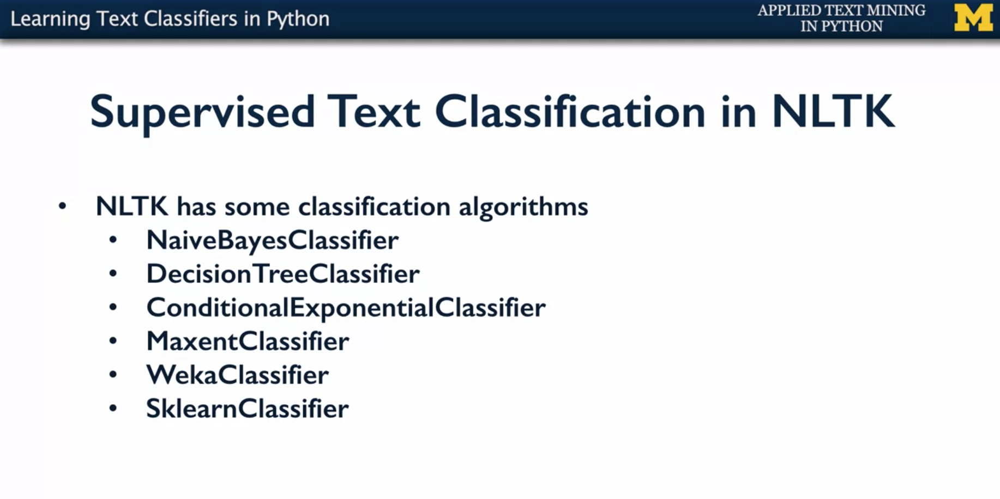 Learning Text Classifiers in Python
APPLIED TEXT MINING
IN PYTHON
M
Supervised Text Classification in NLTK
• NLTK has some classification algorithms
• NaiveBayesClassifier
• DecisionTreeClassifier
• ConditionalExponentialClassifier
• MaxentClassifier
• WekaClassifier
• SklearnClassifier